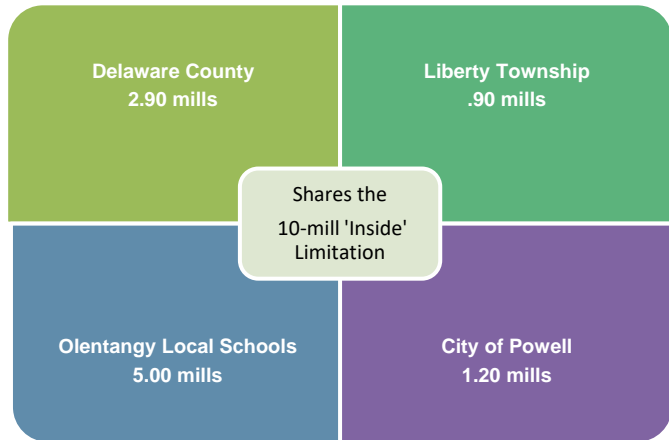 Delaware County
2.90 mills
Liberty Township
.90 mills
Shares the
10-mill 'Inside'
Limitation
Olentangy Local Schools
5.00 mills
City of Powell
1.20 mills